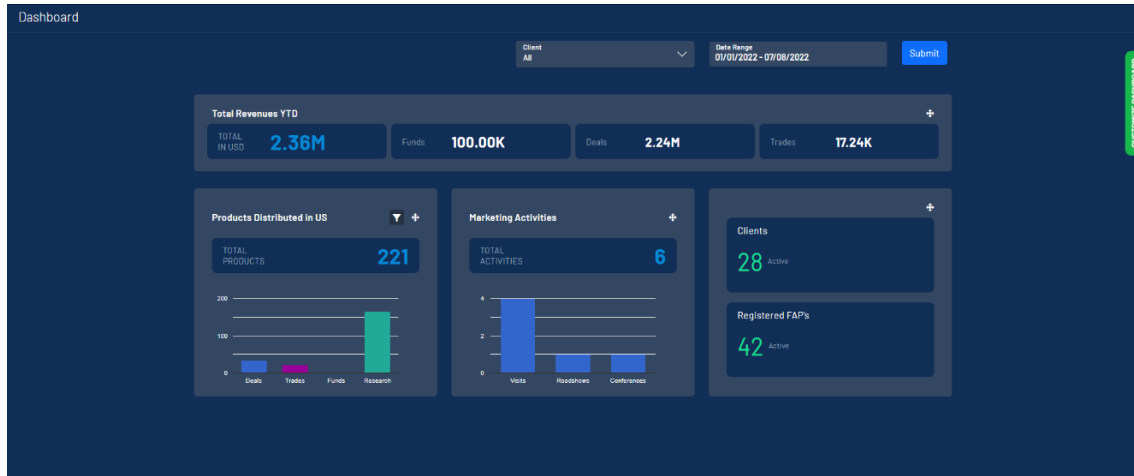 Dashboard
Client
All
Date Range
01/01/2022 - 07/08/2022
Submit
Total Revenues YTD
TOTAL
IN USD
2.36M
Funds
100.00K
Deals
2.24M
Trades
17.24K
Products Distributed in US
TOTAL
PRODUCTS
221
200
100
0
Deals
Trades
Funds
Research
Marketing Activities
TOTAL
ACTIVITIES
6
4
2
0
Visits
Roadshows
Conferences
Clients
28 Active
Registered FAP's
42 Active